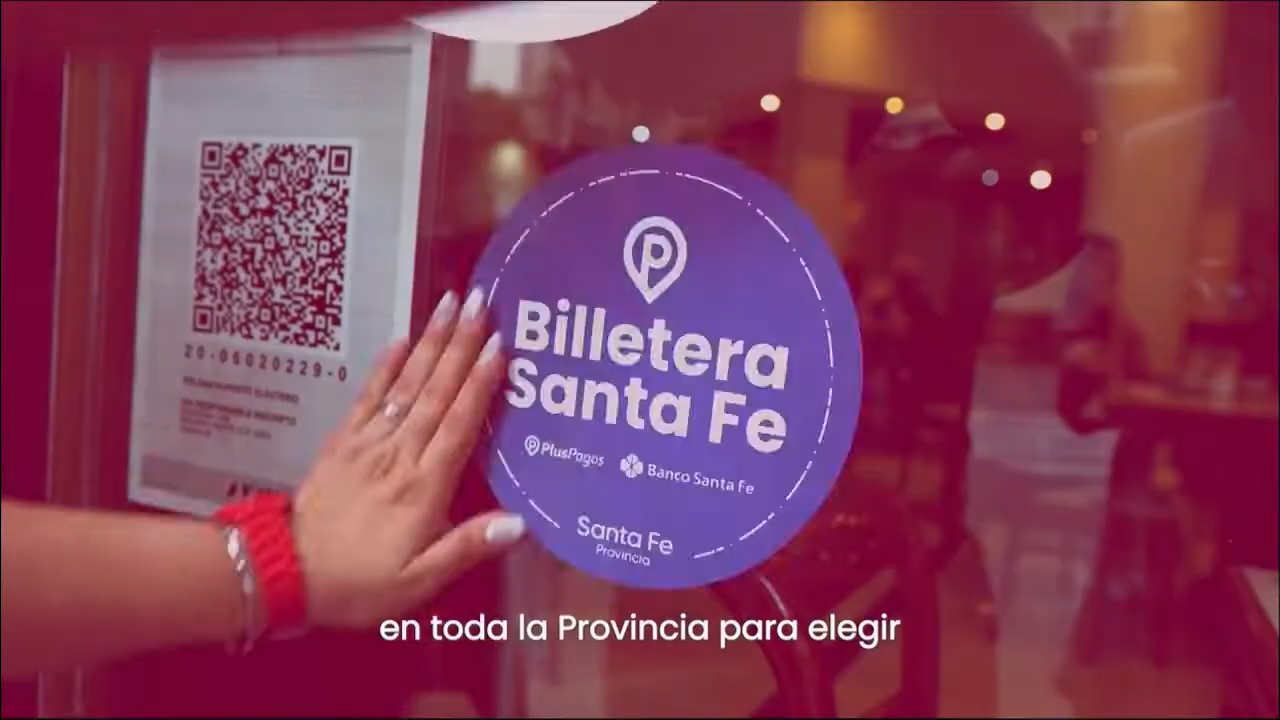 20-06020229-0
Billetera
Santa Fe
PlusPagos
Banco Santa Fe
Santa Fe
Provincia
en toda la Provincia para elegir